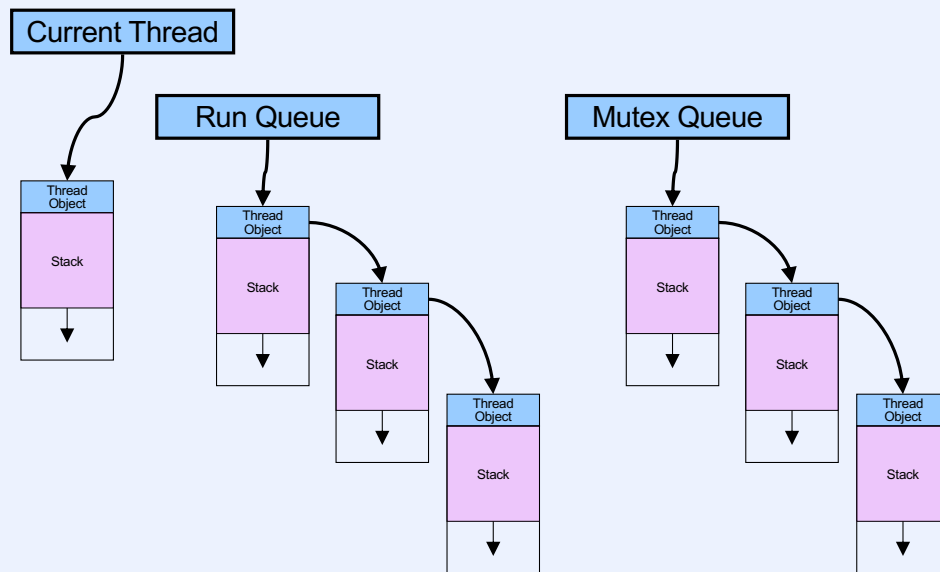 Current Thread
Run Queue
Mutex Queue
Thread
Object
Stack
Thread
Object
Stack
Thread
Object
Stack
Thread
Object
Stack
Thread
Object
Stack
Thread
Object
Stack
Thread
Object
Stack